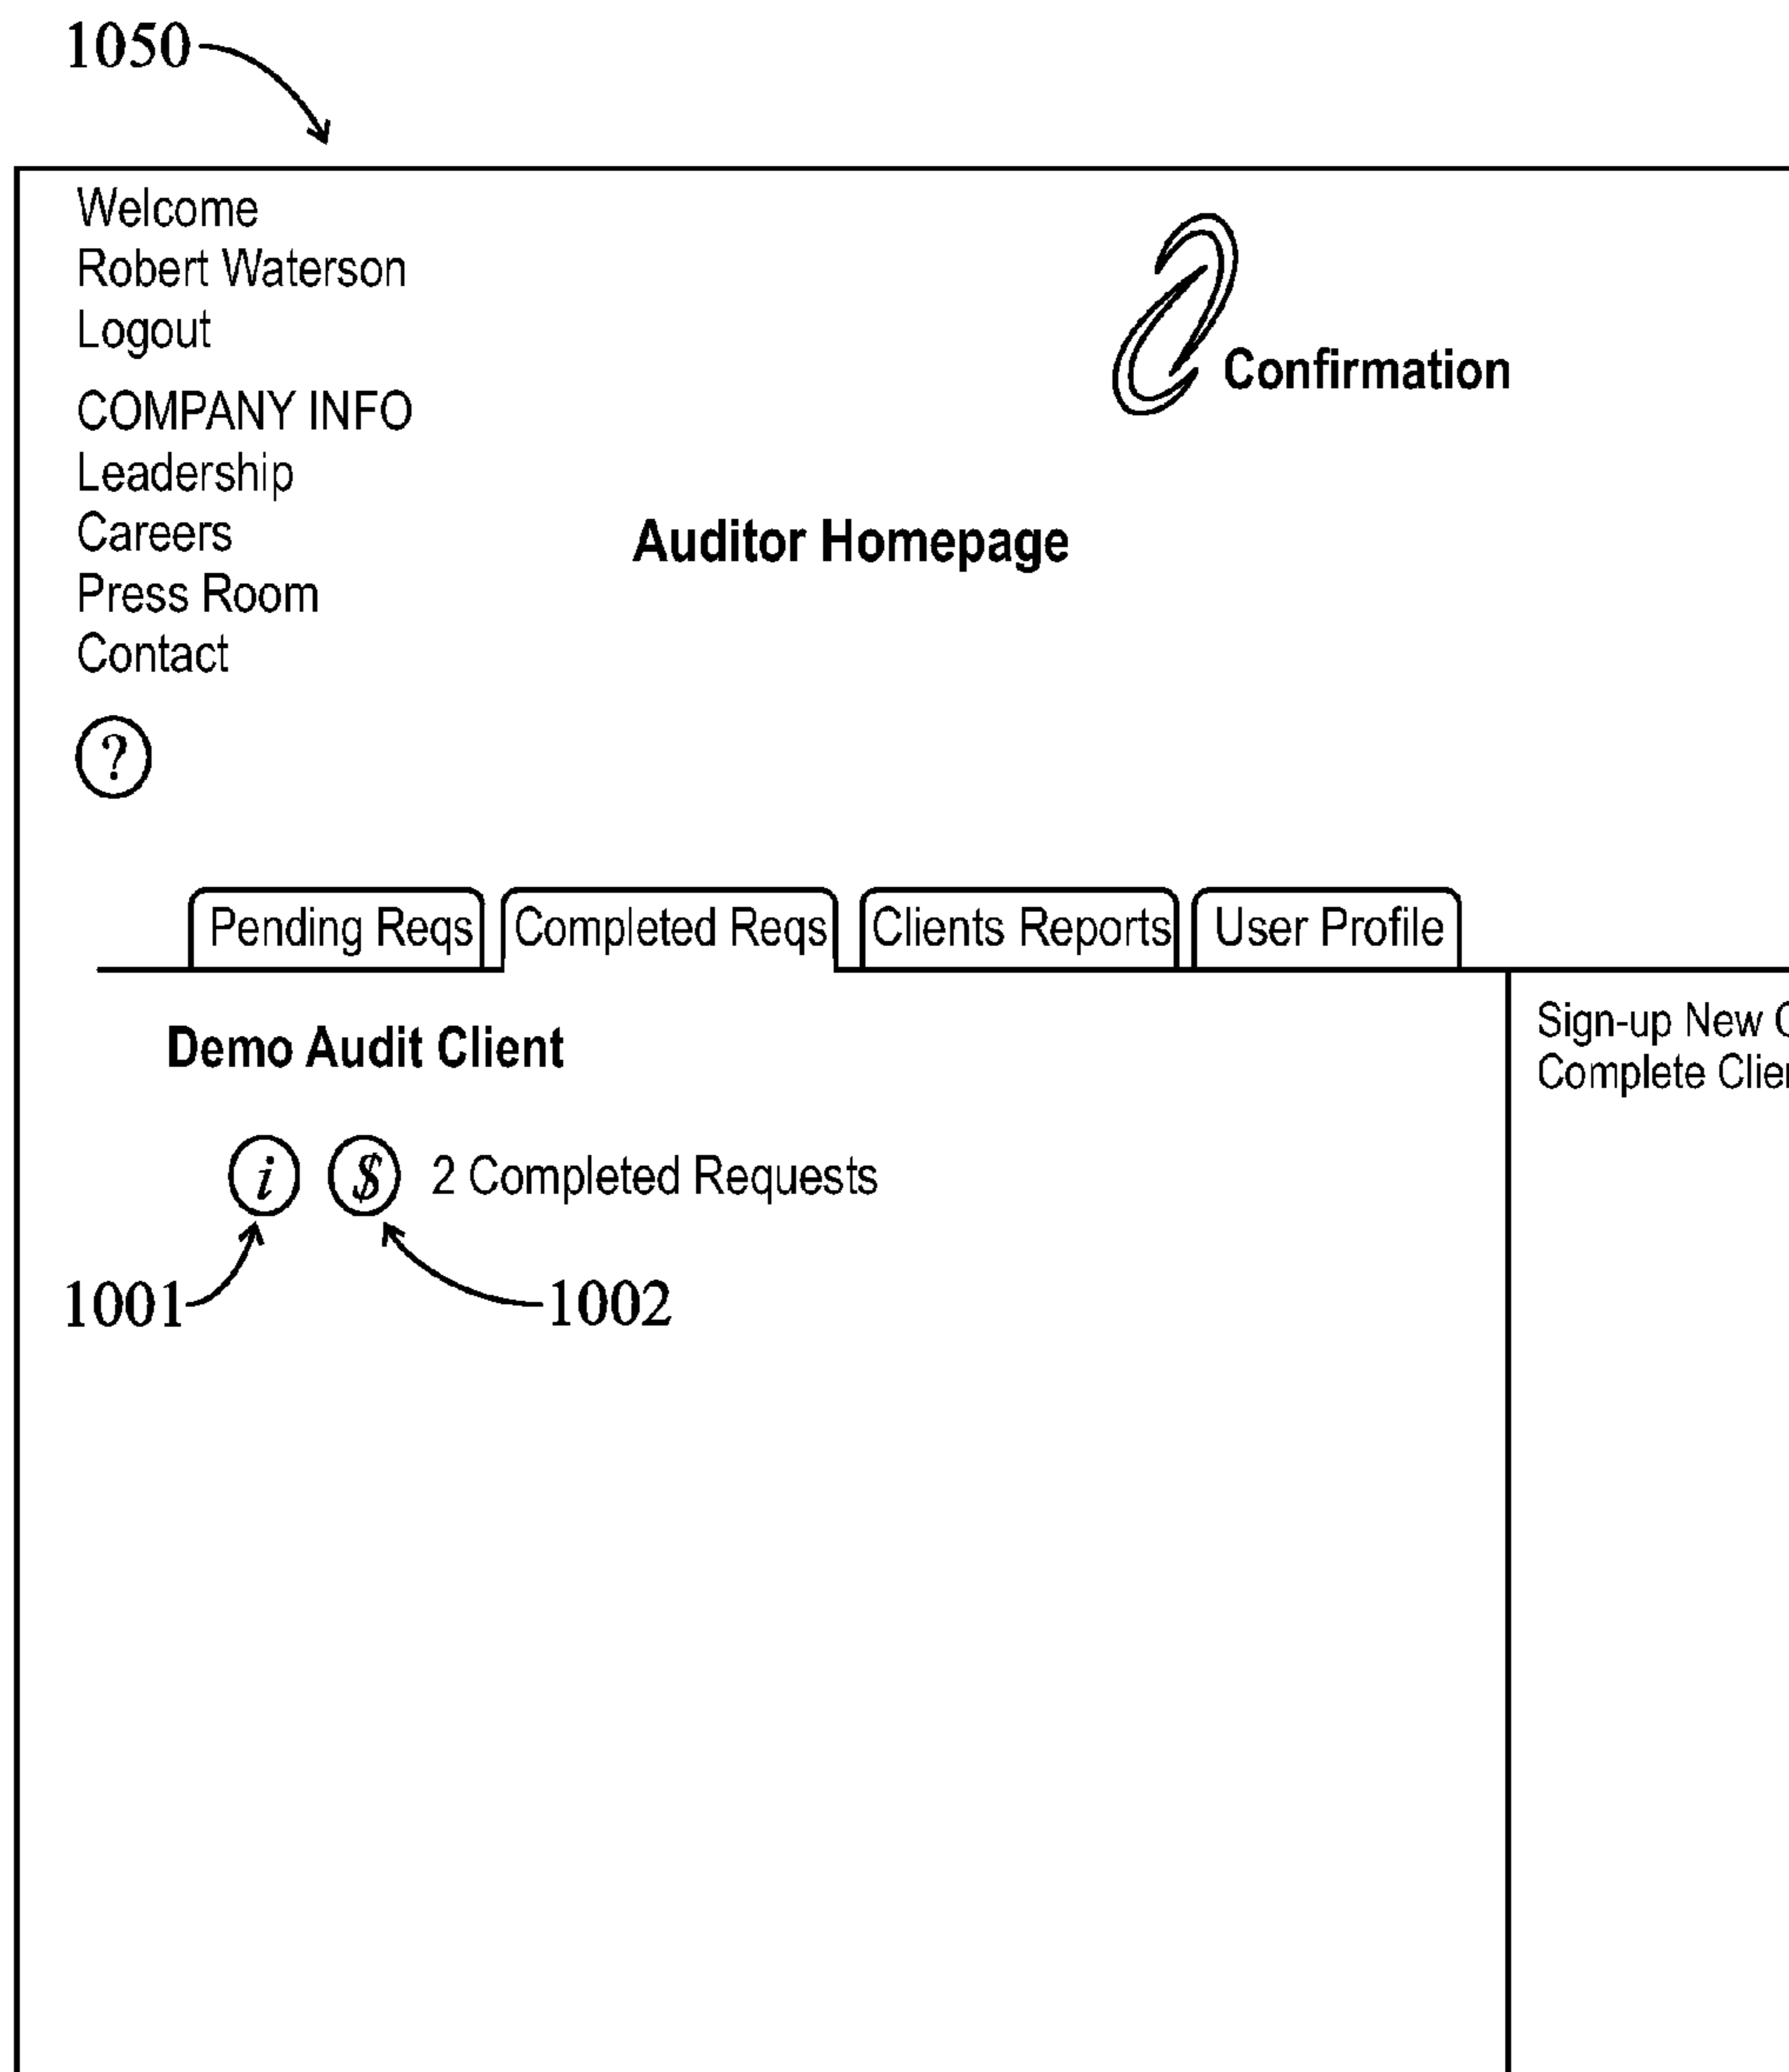 1050
Welcome
Robert Waterson
Logout
COMPANY INFO
Leadership
Careers
Press Room
Contact
?
Confirmation
Auditor Homepage
Pending Reqs Completed Reqs Clients Reports User Profile
Demo Audit Client
i $ 2 Completed Requests
1001 1002
Sign-up New
Complete